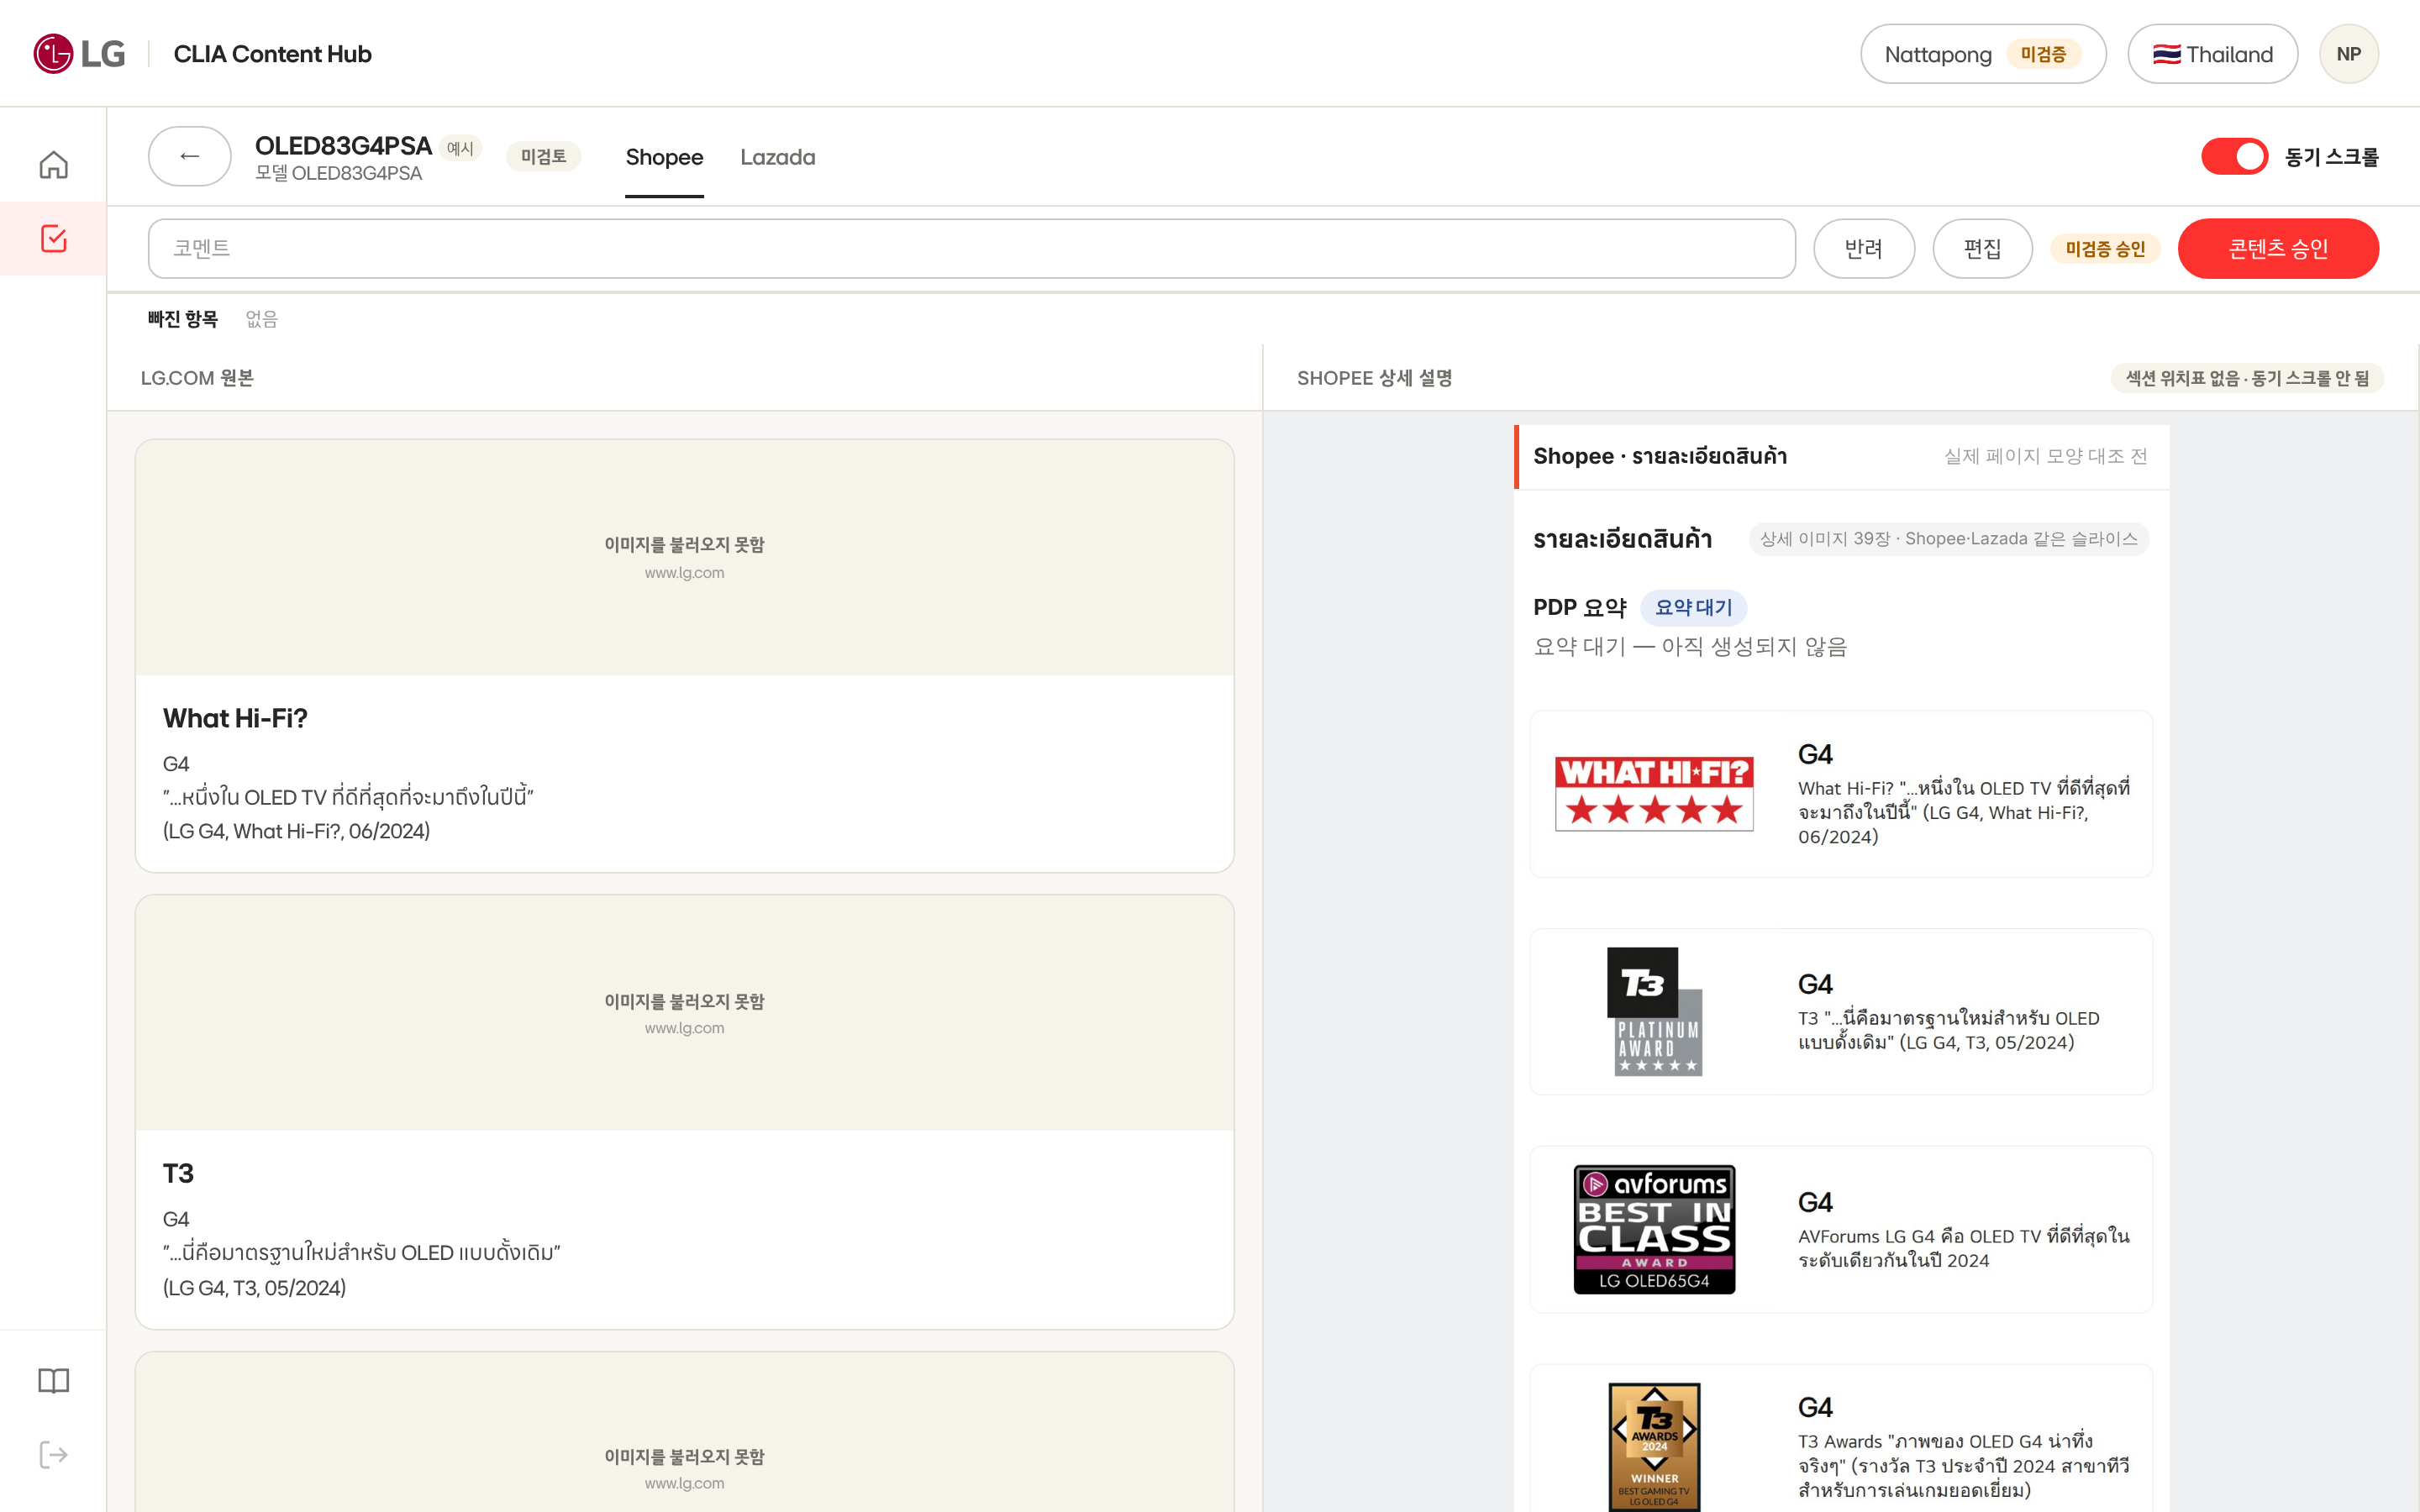 LG
CLIA Content Hub
Nattapong 미검증
🇹🇭 Thailand
NP
←
OLED83G4PSA 예시
모델 OLED83G4PSA
미검토
Shopee
Lazada
동기 스크롤
코멘트
반려
편집
미검증 승인
콘텐츠 승인
빠진 항목 없음
LG.COM 원본
이미지를 불러오지 못함
www.lg.com
What Hi-Fi?
G4
"...หนึ่งใน OLED TV ที่ดีที่สุดที่จะมาถึงในปีนี้"
(LG G4, What Hi-Fi?, 06/2024)
이미지를 불러오지 못함
www.lg.com
T3
G4
"...นี่คือมาตรฐานใหม่สำหรับ OLED แบบดั้งเดิม"
(LG G4, T3, 05/2024)
이미지를 불러오지 못함
www.lg.com
SHOPEE 상세 설명
섹션 위치표 없음 · 동기 스크롤 안 됨
Shopee · รายละเอียดสินค้า
실제 페이지 모양 대조 전
รายละเอียดสินค้า
상세 이미지 39장 · Shopee·Lazada 같은 슬라이스
PDP 요약 요약 대기
요약 대기 — 아직 생성되지 않음
WHAT HI·FI?
G4
What Hi-Fi? "...หนึ่งใน OLED TV ที่ดีที่สุดที่
จะมาถึงในปีนี้" (LG G4, What Hi-Fi?,
06/2024)
T3
PLATINUM
AWARD
G4
T3 "...นี่คือมาตรฐานใหม่สำหรับ OLED
แบบดั้งเดิม" (LG G4, T3, 05/2024)
avforums
BEST IN
CLASS
AWARD
LG OLED65G4
G4
AVForums LG G4 คือ OLED TV ที่ดีที่สุดใน
ระดับเดียวกันในปี 2024
T3
AWARDS
2024
WINNER
BEST GAMING TV
LG OLED G4
G4
T3 Awards "ภาพของ OLED G4 น่าทึ่ง
จริงๆ" (รางวัล T3 ประจำปี 2024 สาขาทีวี
สำหรับการเล่นเกมยอดเยี่ยม)